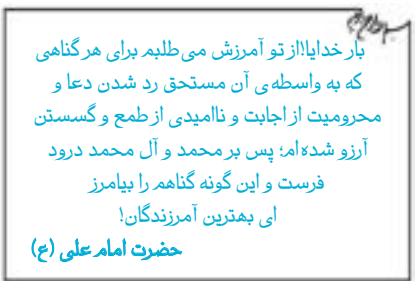 بار خدایا!از تو آمرزش می‌طلبم برای هر گناهی
که به واسطه‌ی آن مستحق رد شدن دعا و
محرومیت از اجابت و ناامیدی از طمع و گسستن
آرزو شده‌ام؛ پس بر محمد و آل محمد درود
فرست و این گونه گناهم را بیامرز
ای بهترین آمرزندگان!
حضرت امام علی (ع)